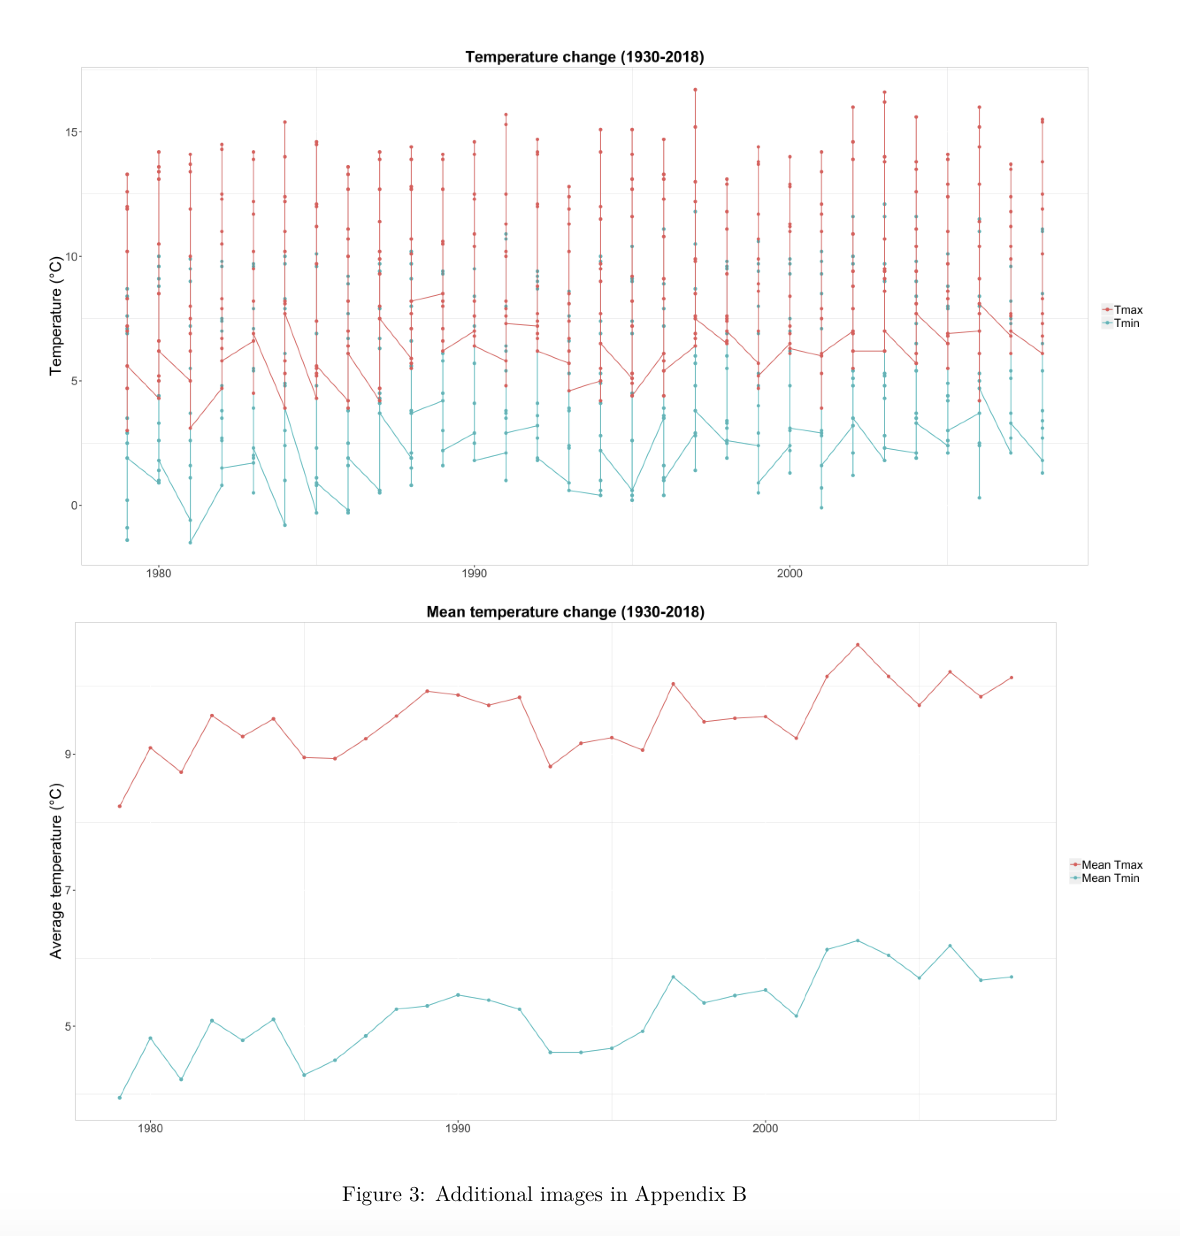 Temperature change (1930-2018)
Temperature (°C)
15
10
5
0
1980
1990
2000
Tmax
Tmin
Mean temperature change (1930-2018)
Average temperature (°C)
9
7
5
1980
1990
2000
Mean Tmax
Mean Tmin
Figure 3: Additional images in Appendix B